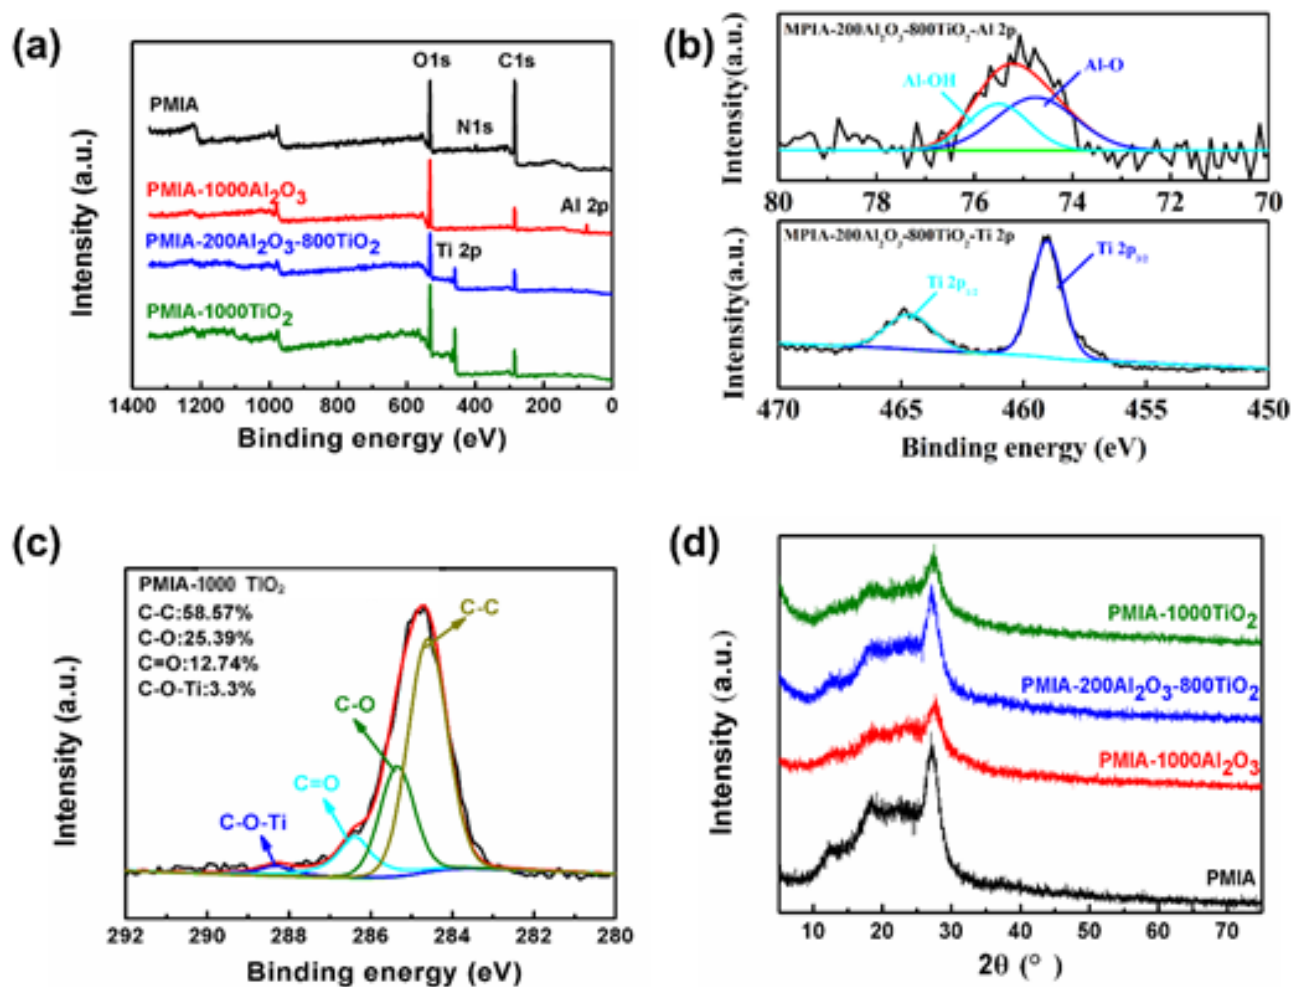 (a)
O1s
C1s
PMIA
N1s
PMIA-1000Al₂O₃
Al 2p
PMIA-200Al₂O₃-800TiO₂
Ti 2p
PMIA-1000TiO₂
Intensity (a.u.)
1400 1200 1000 800 600 400 200 0
Binding energy (eV)
(b)
MPIA-200Al₂O₃-800TiO₂-Al 2p
Al-OH
Al-O
Intensity(a.u.)
80 78 76 74 72 70
MPIA-200Al₂O₃-800TiO₂-Ti 2p
Ti 2p₁/₂
Ti 2p₃/₂
Intensity(a.u.)
470 465 460 455 450
Binding energy (eV)
(c)
PMIA-1000 TIO₂
C-C:58.57%
C-O:25.39%
C=O:12.74%
C-O-Ti:3.3%
C-C
C-O
C=O
C-O-Ti
Intensity (a.u.)
292 290 288 286 284 282 280
Binding energy (eV)
(d)
PMIA-1000TiO₂
PMIA-200Al₂O₃-800TiO₂
PMIA-1000Al₂O₃
PMIA
Intensity (a.u.)
10 20 30 40 50 60 70
2θ (°)